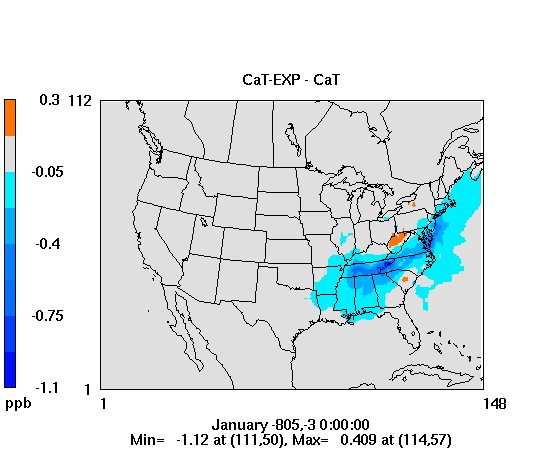 CaT-EXP - CaT
0.3
112
-0.05
-0.4
-0.75
-1.1
1
ppb
1
148
January -805,-3 0:00:00
Min= -1.12 at (111,50), Max= 0.409 at (114,57)